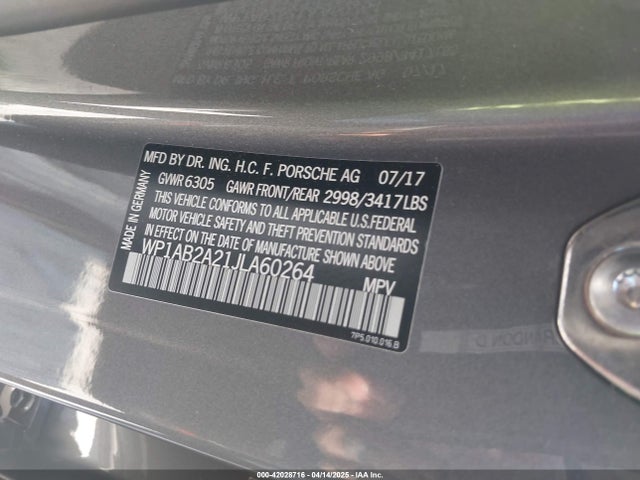 MFD BY DR. ING. H.C. F. PORSCHE AG 07/17
GVWR 6305 GAWR FRONT/REAR 2998/3417LBS
THIS VEHICLE CONFORMS TO ALL APPLICABLE U.S.FEDERAL
MOTOR VEHICLE SAFETY AND THEFT PREVENTION STANDARDS
IN EFFECT ON THE DATE OF MANUFACTURE SHOWN ABOVE
WP1AB2A21JLA60264 MPV
MADE IN GERMANY
7P5.010.016.B
000-42028716 - 04/14/2025 - IAA Inc.